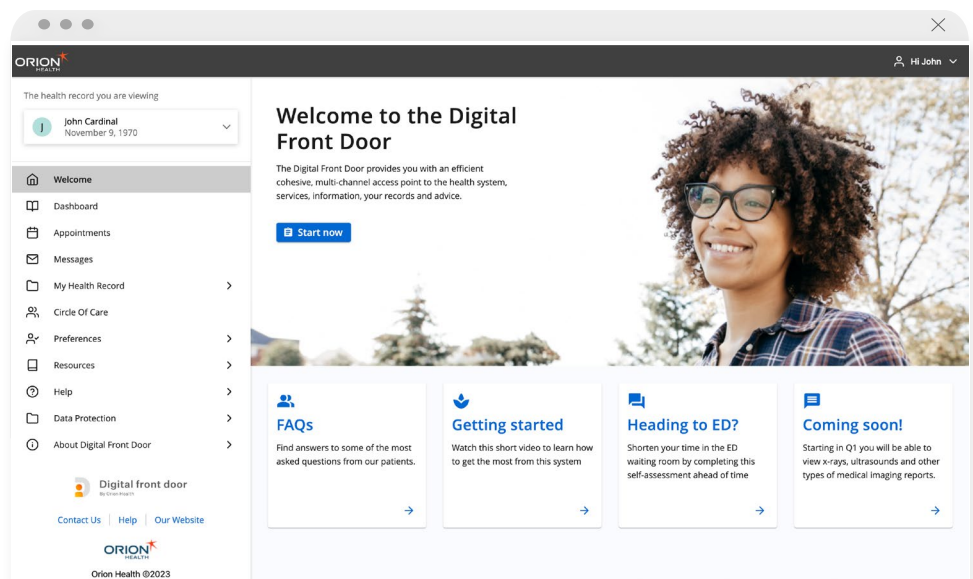 ORION
HEALTH
Hi John
The health record you are viewing
J
John Cardinal
November 9, 1970
Welcome
Dashboard
Appointments
Messages
My Health Record
Circle Of Care
Preferences
Resources
Help
Data Protection
About Digital Front Door
Digital front door
By Orion Health
Contact Us
Help
Our Website
ORION
HEALTH
Orion Health ©2023
Welcome to the Digital
Front Door
The Digital Front Door provides you with an efficient
cohesive, multi-channel access point to the health system,
services, information, your records and advice.
Start now
FAQs
Find answers to some of the most
asked questions from our patients.
Getting started
Watch this short video to learn how
to get the most from this system
Heading to ED?
Shorten your time in the ED
waiting room by completing this
self-assessment ahead of time
Coming soon!
Starting in Q1 you will be able to
view x-rays, ultrasounds and other
types of medical imaging reports.